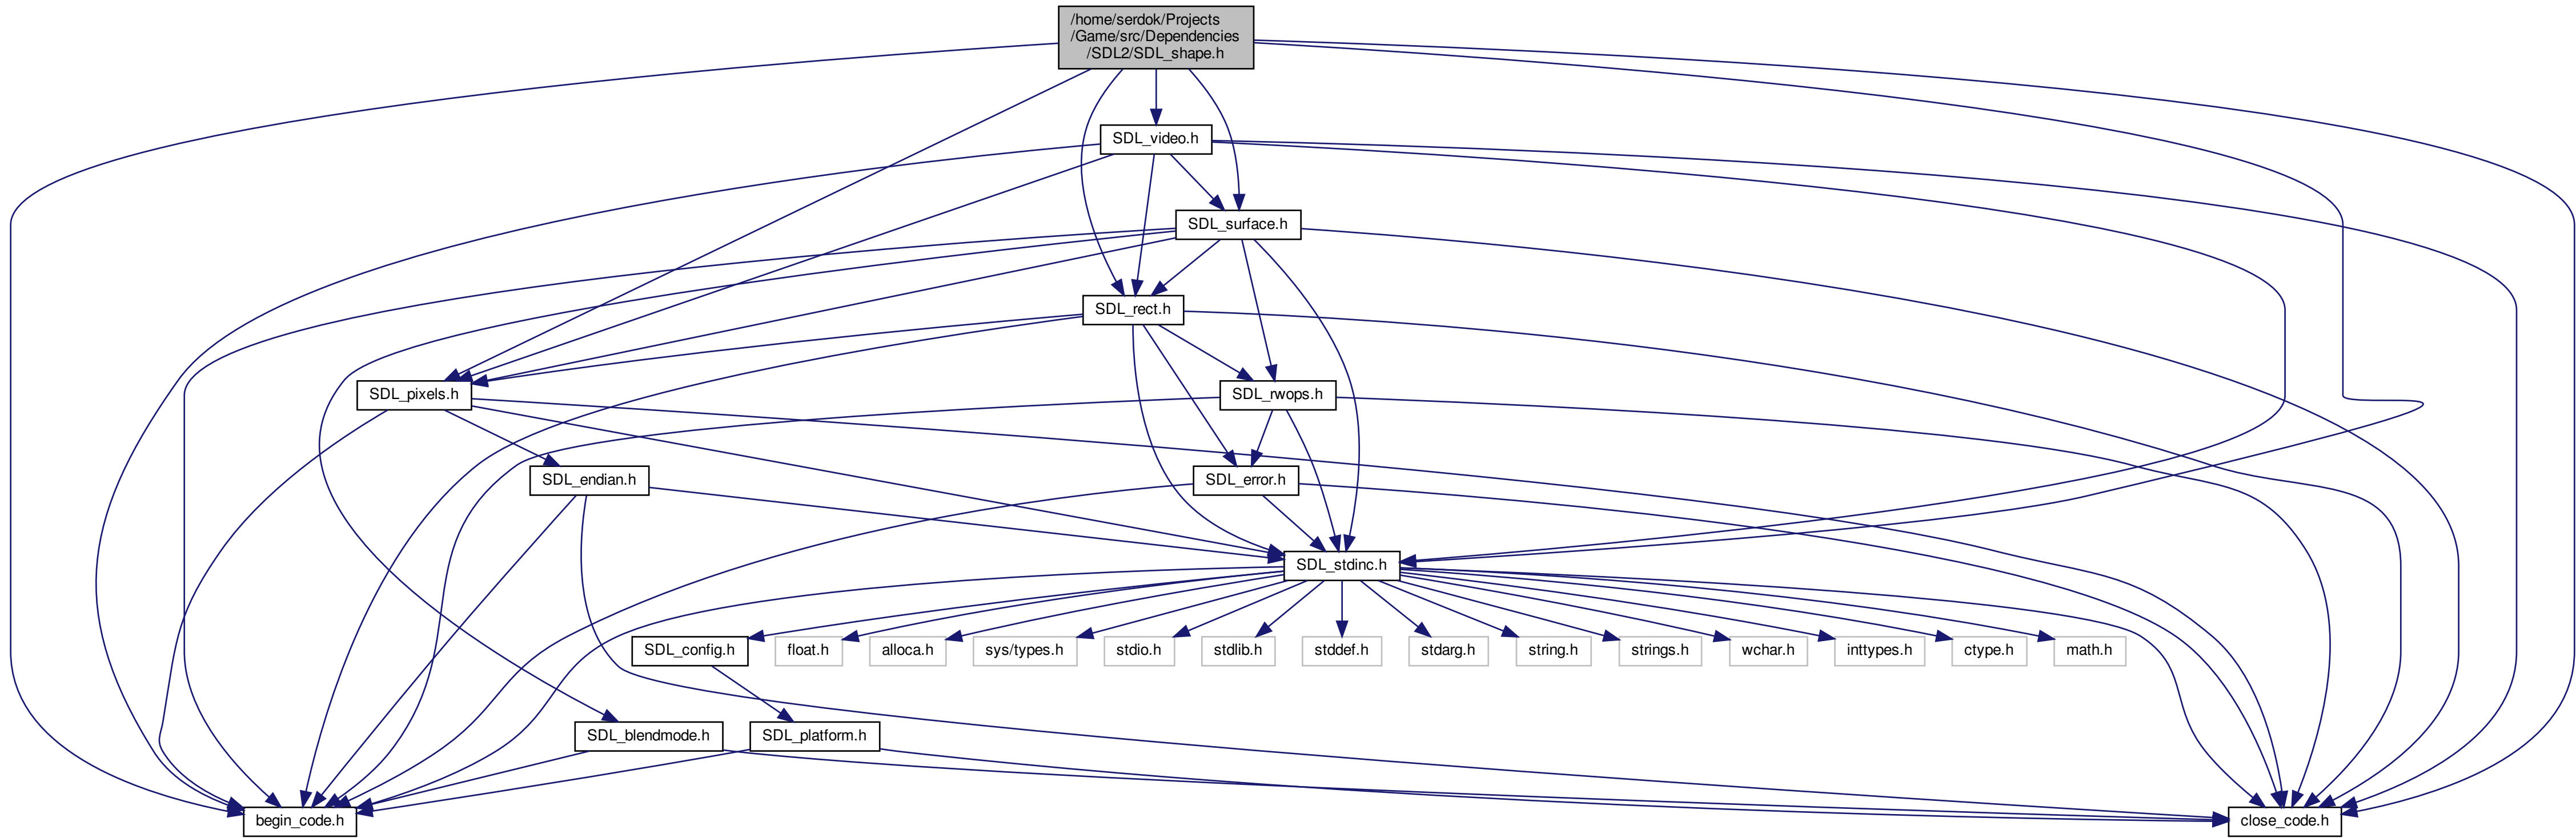 /home/serdok/Projects
/Game/src/Dependencies
/SDL2/SDL_shape.h
SDL_video.h
SDL_surface.h
SDL_rect.h
SDL_pixels.h
SDL_rwops.h
SDL_endian.h
SDL_error.h
SDL_stdinc.h
SDL_config.h
float.h
alloca.h
sys/types.h
stdio.h
stdlib.h
stddef.h
stdarg.h
string.h
strings.h
wchar.h
inttypes.h
ctype.h
math.h
SDL_blendmode.h
SDL_platform.h
begin_code.h
close_code.h